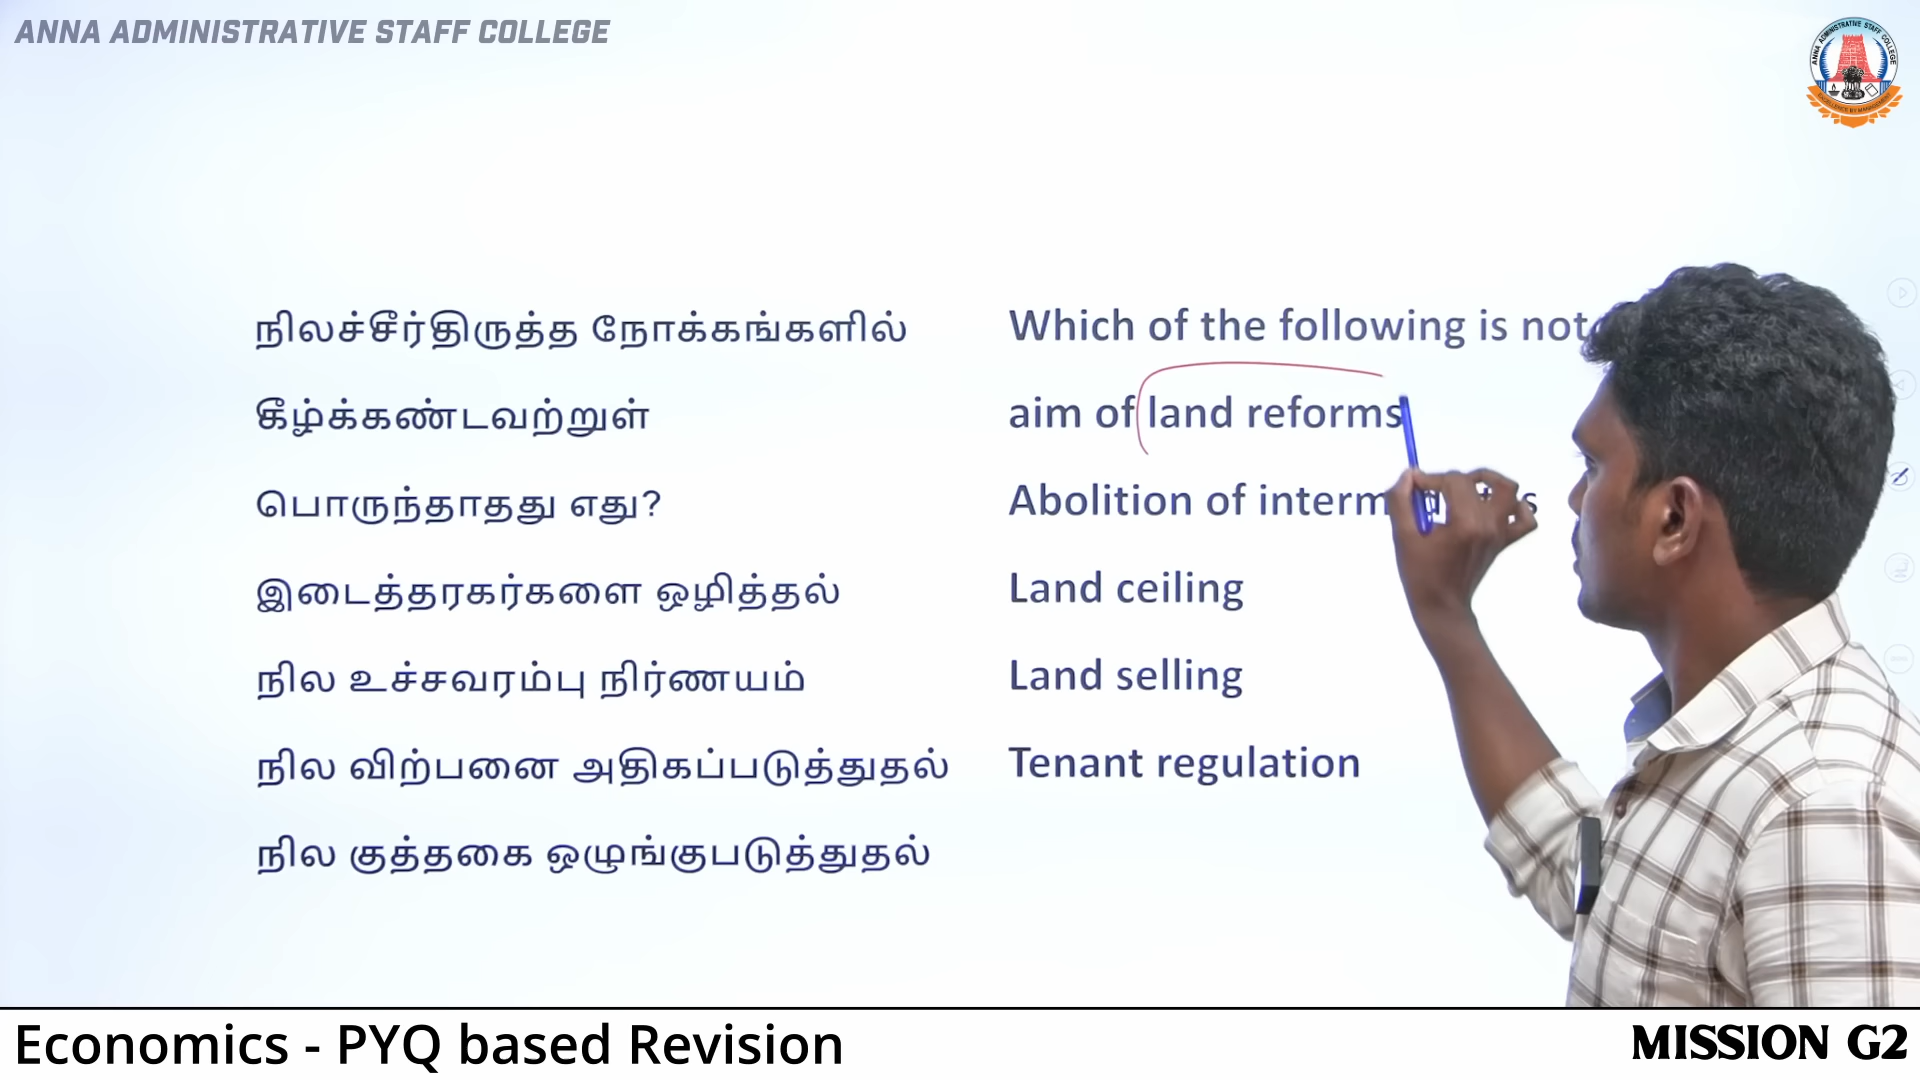 ANNA ADMINISTRATIVE STAFF COLLEGE
நிலச்சீர்திருத்த நோக்கங்களில்
கீழ்க்கண்டவற்றுள்
பொருந்தாதது எது?
இடைத்தரகர்களை ஒழித்தல்
நில உச்சவரம்பு நிர்ணயம்
நில விற்பனை அதிகப்படுத்துதல்
நில குத்தகை ஒழுங்குபடுத்துதல்
Which of the following is not
aim of land reforms
Abolition of
Land ceiling
Land selling
Tenant regulation
Economics - PYQ based Revision
MISSION G2